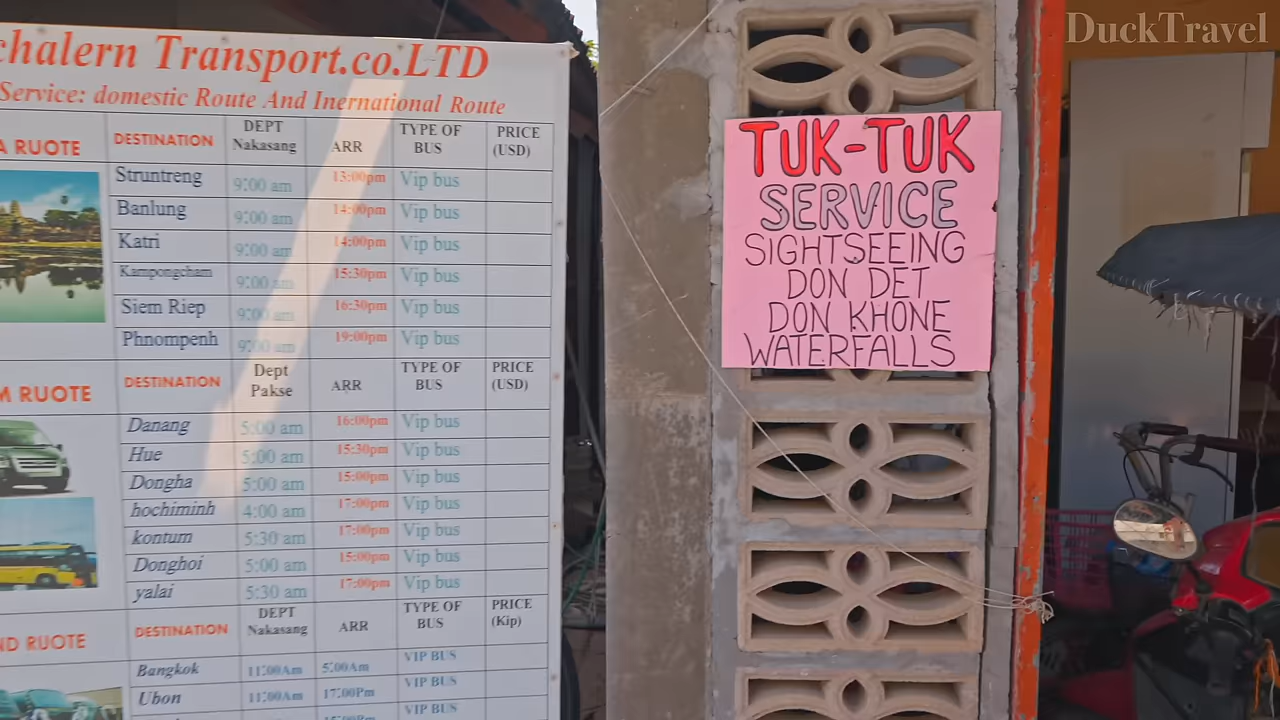 chalern Transport.co.LTD
Service: domestic Route And Inernational Route
A RUOTE
DESTINATION DEPT Nakasang ARR TYPE OF BUS PRICE (USD)
Struntreng 9:00 am 13:00pm Vip bus
Banlung 9:00 am 14:00pm Vip bus
Katri 9:00 am 14:00pm Vip bus
Kampongcham 9:00 am 15:30pm Vip bus
Siem Riep 9:00 am 16:30pm Vip bus
Phnompenh 9:00 am 19:00pm Vip bus
M RUOTE
DESTINATION Dept Pakse ARR TYPE OF BUS PRICE (USD)
Danang 5:00 am 16:00pm Vip bus
Hue 5:00 am 15:30pm Vip bus
Dongha 5:00 am 15:00pm Vip bus
hochiminh 4:00 am 17:00pm Vip bus
kontum 5:30 am 17:00pm Vip bus
Donghoi 5:00 am 15:00pm Vip bus
yalai 5:30 am 17:00pm Vip bus
ND RUOTE
DESTINATION DEPT Nakasang ARR TYPE OF BUS PRICE (Kip)
Bangkok 11:00Am 5:00Am VIP BUS
Ubon 11:00Am 17:00Pm VIP BUS
VIP BUS
TUK-TUK
SERVICE
SIGHTSEEING
DON DET
DON KHONE
WATERFALLS
DuckTravel